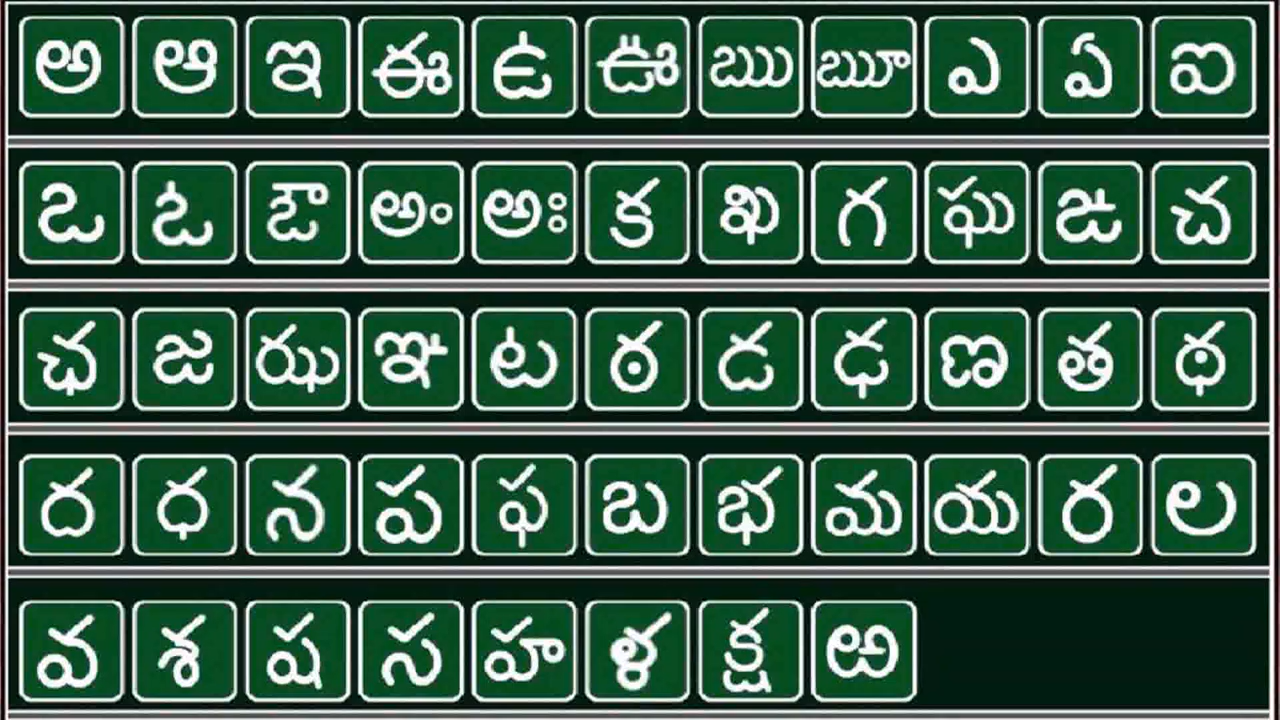 అ ఆ ఇ ఈ ఉ ఊ ఋ ౠ ఎ ఏ ఐ
ఒ ఓ ఔ అం అః క ఖ గ ఘ ఙ చ
ఛ జ ఝ ఞ ట ఠ డ ఢ ణ త థ
ద ధ న ప ఫ బ భ మ య ర ల
వ శ ష స హ ళ క్ష ఱ